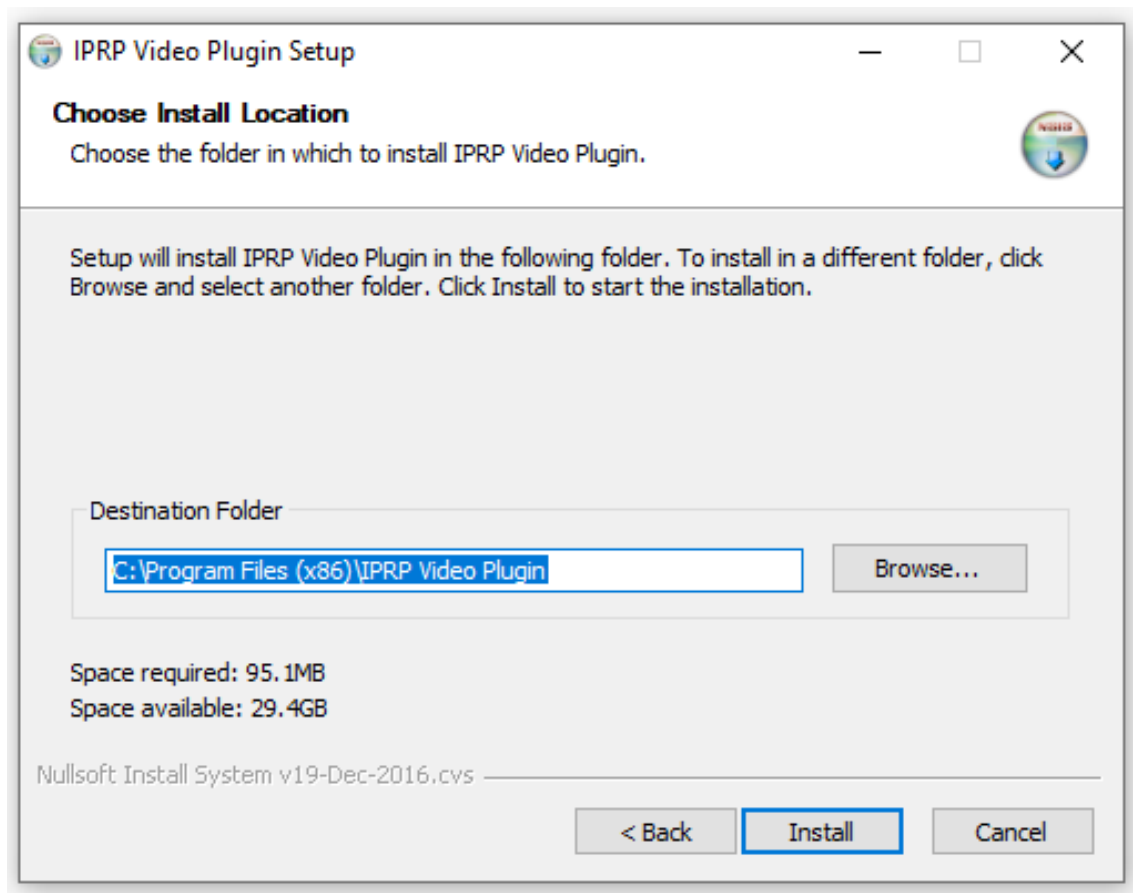 IPRP Video Plugin Setup
Choose Install Location
Choose the folder in which to install IPRP Video Plugin.
Setup will install IPRP Video Plugin in the following folder. To install in a different folder, click
Browse and select another folder. Click Install to start the installation.
Destination Folder
C:\Program Files (x86)\IPRP Video Plugin
Browse...
Space required: 95.1MB
Space available: 29.4GB
Nullsoft Install System v19-Dec-2016.cvs
< Back
Install
Cancel